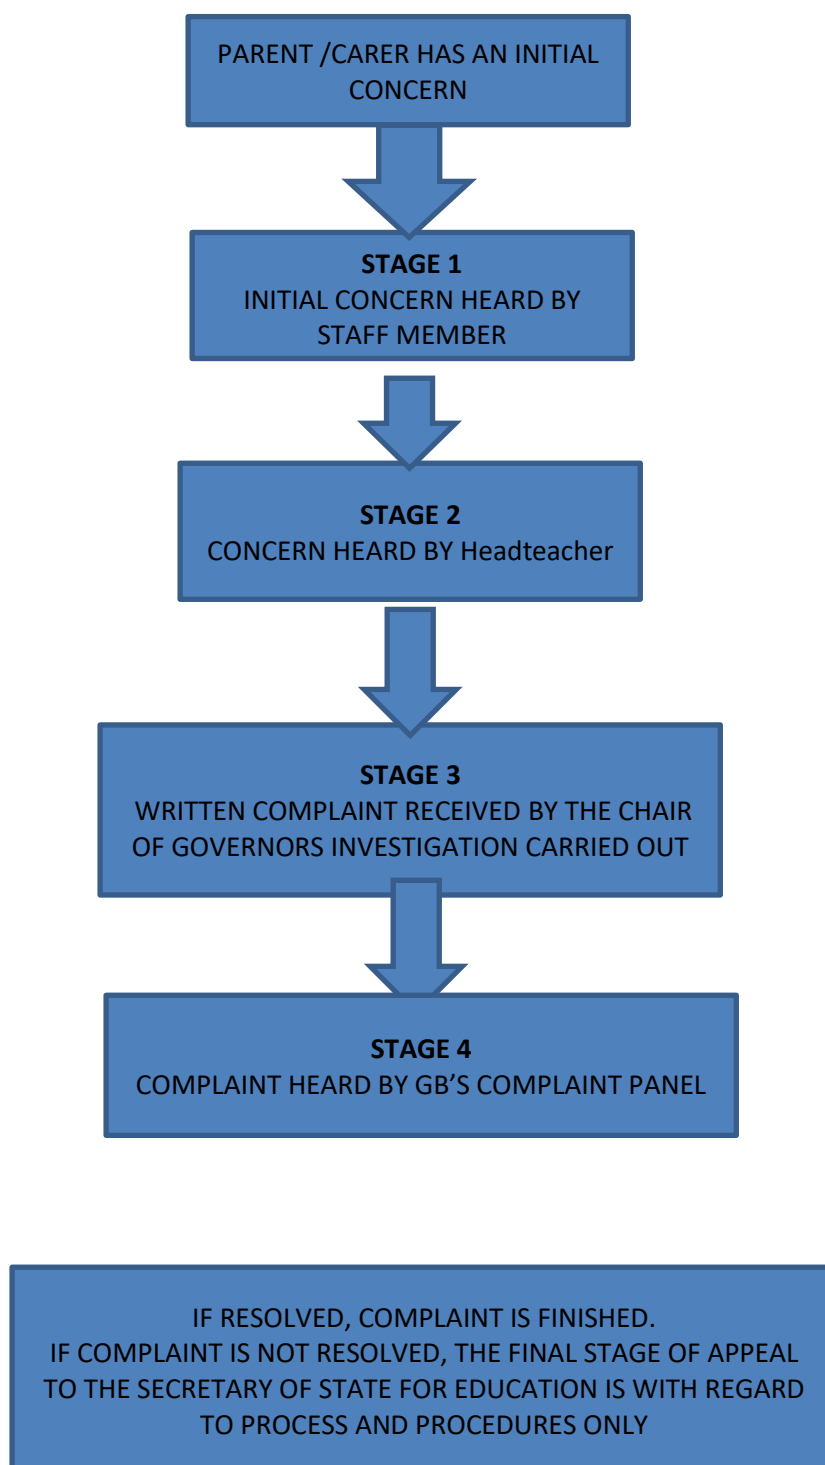 PARENT /CARER HAS AN INITIAL
CONCERN
STAGE 1
INITIAL CONCERN HEARD BY
STAFF MEMBER
STAGE 2
CONCERN HEARD BY Headteacher
STAGE 3
WRITTEN COMPLAINT RECEIVED BY THE CHAIR
OF GOVERNORS INVESTIGATION CARRIED OUT
STAGE 4
COMPLAINT HEARD BY GB’S COMPLAINT PANEL
IF RESOLVED, COMPLAINT IS FINISHED.
IF COMPLAINT IS NOT RESOLVED, THE FINAL STAGE OF APPEAL
TO THE SECRETARY OF STATE FOR EDUCATION IS WITH REGARD
TO PROCESS AND PROCEDURES ONLY